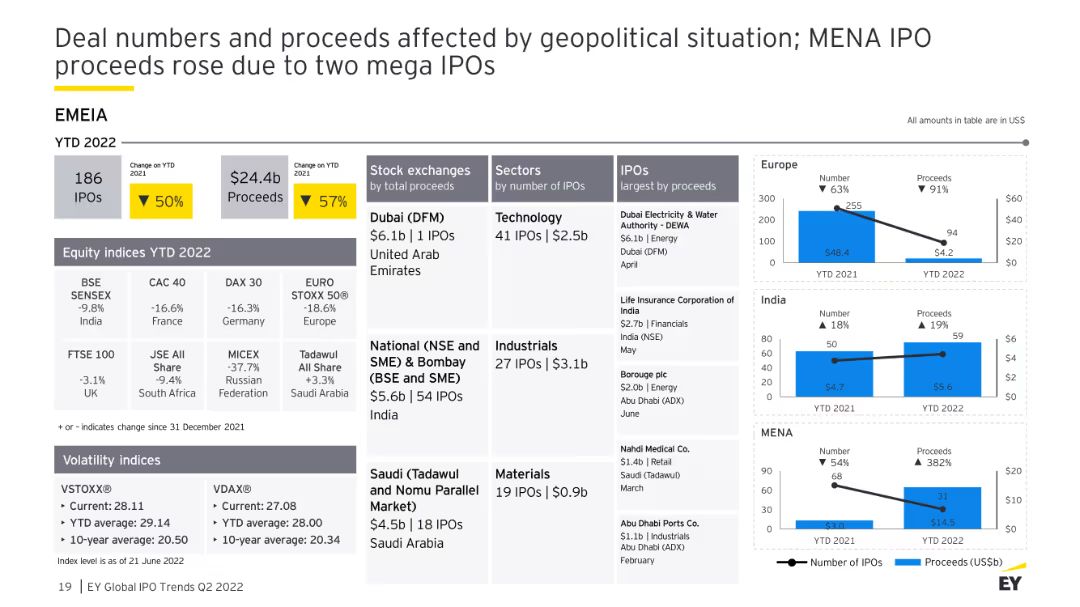 Deal numbers and proceeds affected by geopolitical situation; MENA IPO
proceeds rose due to two mega IPOs
EMEIA
All amounts in table are in US$
YTD 2022
186
IPOs
Change on YTD
2021
▼ 50%
$24.4b
Proceeds
Change on YTD
2021
▼ 57%
Equity indices YTD 2022
BSE
SENSEX
-9.8%
India
CAC 40
-16.6%
France
DAX 30
-16.3%
Germany
EURO
STOXX 50®
-18.6%
Europe
FTSE 100
-3.1%
UK
JSE All
Share
-9.4%
South Africa
MICEX
-37.7%
Russian
Federation
Tadawul
All Share
+3.3%
Saudi Arabia
+ or – indicates change since 31 December 2021
Volatility indices
VSTOXX®
‣ Current: 28.11
‣ YTD average: 29.14
‣ 10-year average: 20.50
VDAX®
‣ Current: 27.08
‣ YTD average: 28.00
‣ 10-year average: 20.34
Index level is as of 21 June 2022
Stock exchanges
by total proceeds
Dubai (DFM)
$6.1b | 1 IPOs
United Arab
Emirates
National (NSE and
SME) & Bombay
(BSE and SME)
$5.6b | 54 IPOs
India
Saudi (Tadawul
and Nomu Parallel
Market)
$4.5b | 18 IPOs
Saudi Arabia
Sectors
by number of IPOs
Technology
41 IPOs | $2.5b
Industrials
27 IPOs | $3.1b
Materials
19 IPOs | $0.9b
IPOs
largest by proceeds
Dubai Electricity & Water
Authority - DEWA
$6.1b | Energy
Dubai (DFM)
April
Life Insurance Corporation of
India
$2.7b | Financials
India (NSE)
May
Borouge plc
$2.0b | Energy
Abu Dhabi (ADX)
June
Nahdi Medical Co.
$1.4b | Retail
Saudi (Tadawul)
March
Abu Dhabi Ports Co.
$1.1b | Industrials
Abu Dhabi (ADX)
February
Europe
Number
▼ 63%
Proceeds
▼ 91%
300
200
100
0
255
94
$48.4
$4.2
$60
$40
$20
$0
YTD 2021
YTD 2022
India
Number
▲ 18%
Proceeds
▲ 19%
80
60
40
20
0
50
59
$4.7
$5.6
$6
$4
$2
$0
YTD 2021
YTD 2022
MENA
Number
▼ 54%
Proceeds
▲ 382%
90
60
30
0
68
31
$3.0
$14.5
$20
$10
$0
YTD 2021
YTD 2022
Number of IPOs
Proceeds (US$b)
19 | EY Global IPO Trends Q2 2022
EY